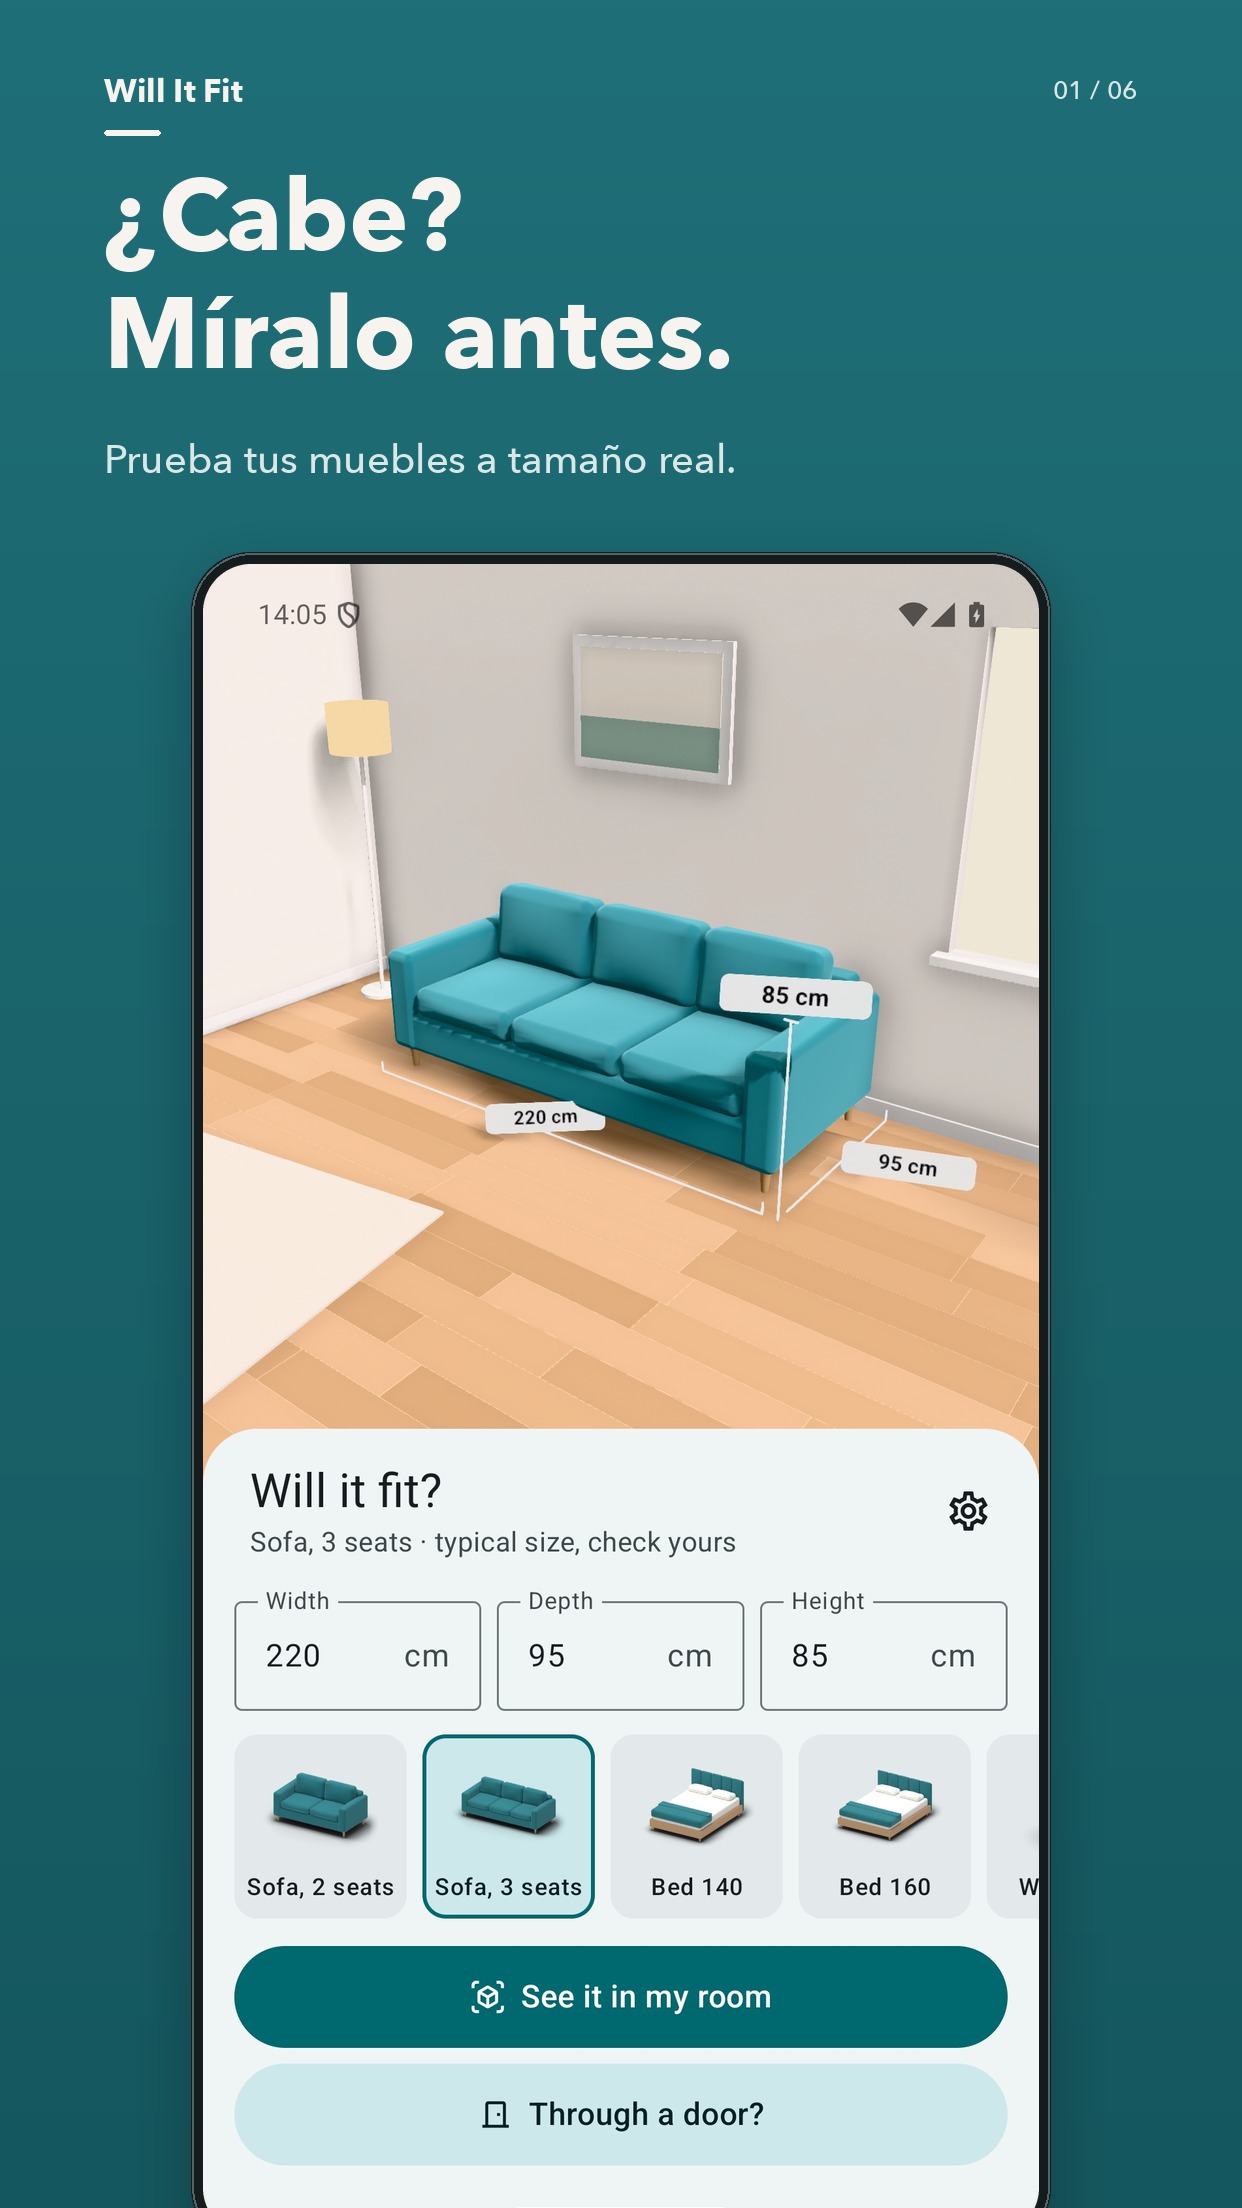 Will It Fit
01 / 06
¿Cabe?
Míralo antes.
Prueba tus muebles a tamaño real.
14:05
85 cm
220 cm
95 cm
Will it fit?
Sofa, 3 seats · typical size, check yours
Width
Depth
Height
220 cm
95 cm
85 cm
Sofa, 2 seats
Sofa, 3 seats
Bed 140
Bed 160
W
See it in my room
Through a door?